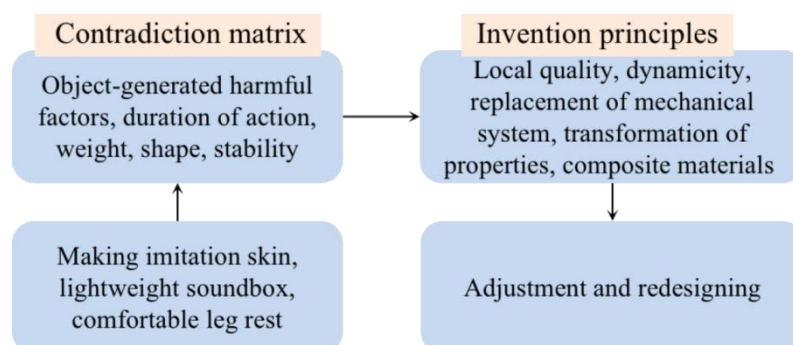 Contradiction matrix
Object-generated harmful
factors, duration of action,
weight, shape, stability
Invention principles
Local quality, dynamicity,
replacement of mechanical
system, transformation of
properties, composite materials
Making imitation skin,
lightweight soundbox,
comfortable leg rest
Adjustment and redesigning